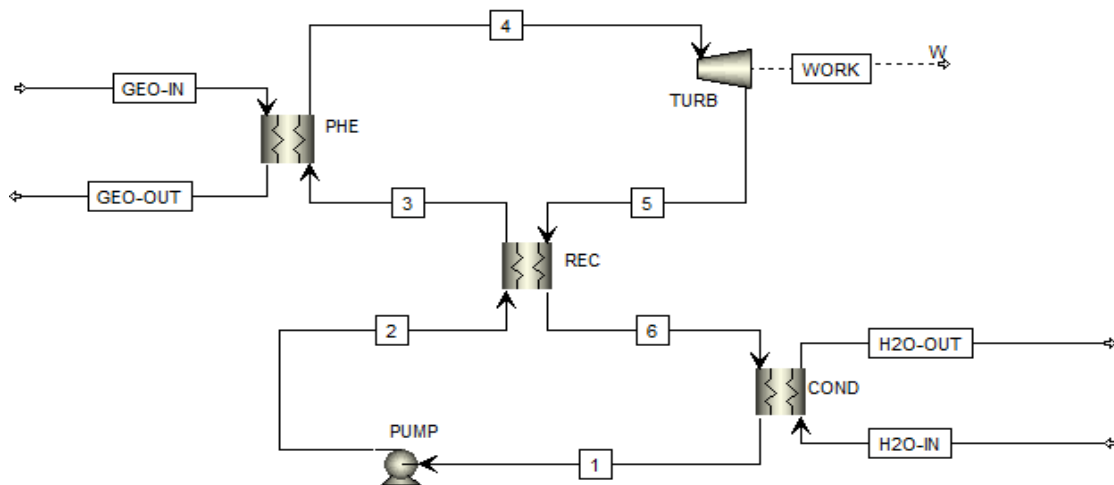 4
W
WORK
TURB
GEO-IN
PHE
GEO-OUT
3
5
REC
2
6
H2O-OUT
COND
PUMP
H2O-IN
1